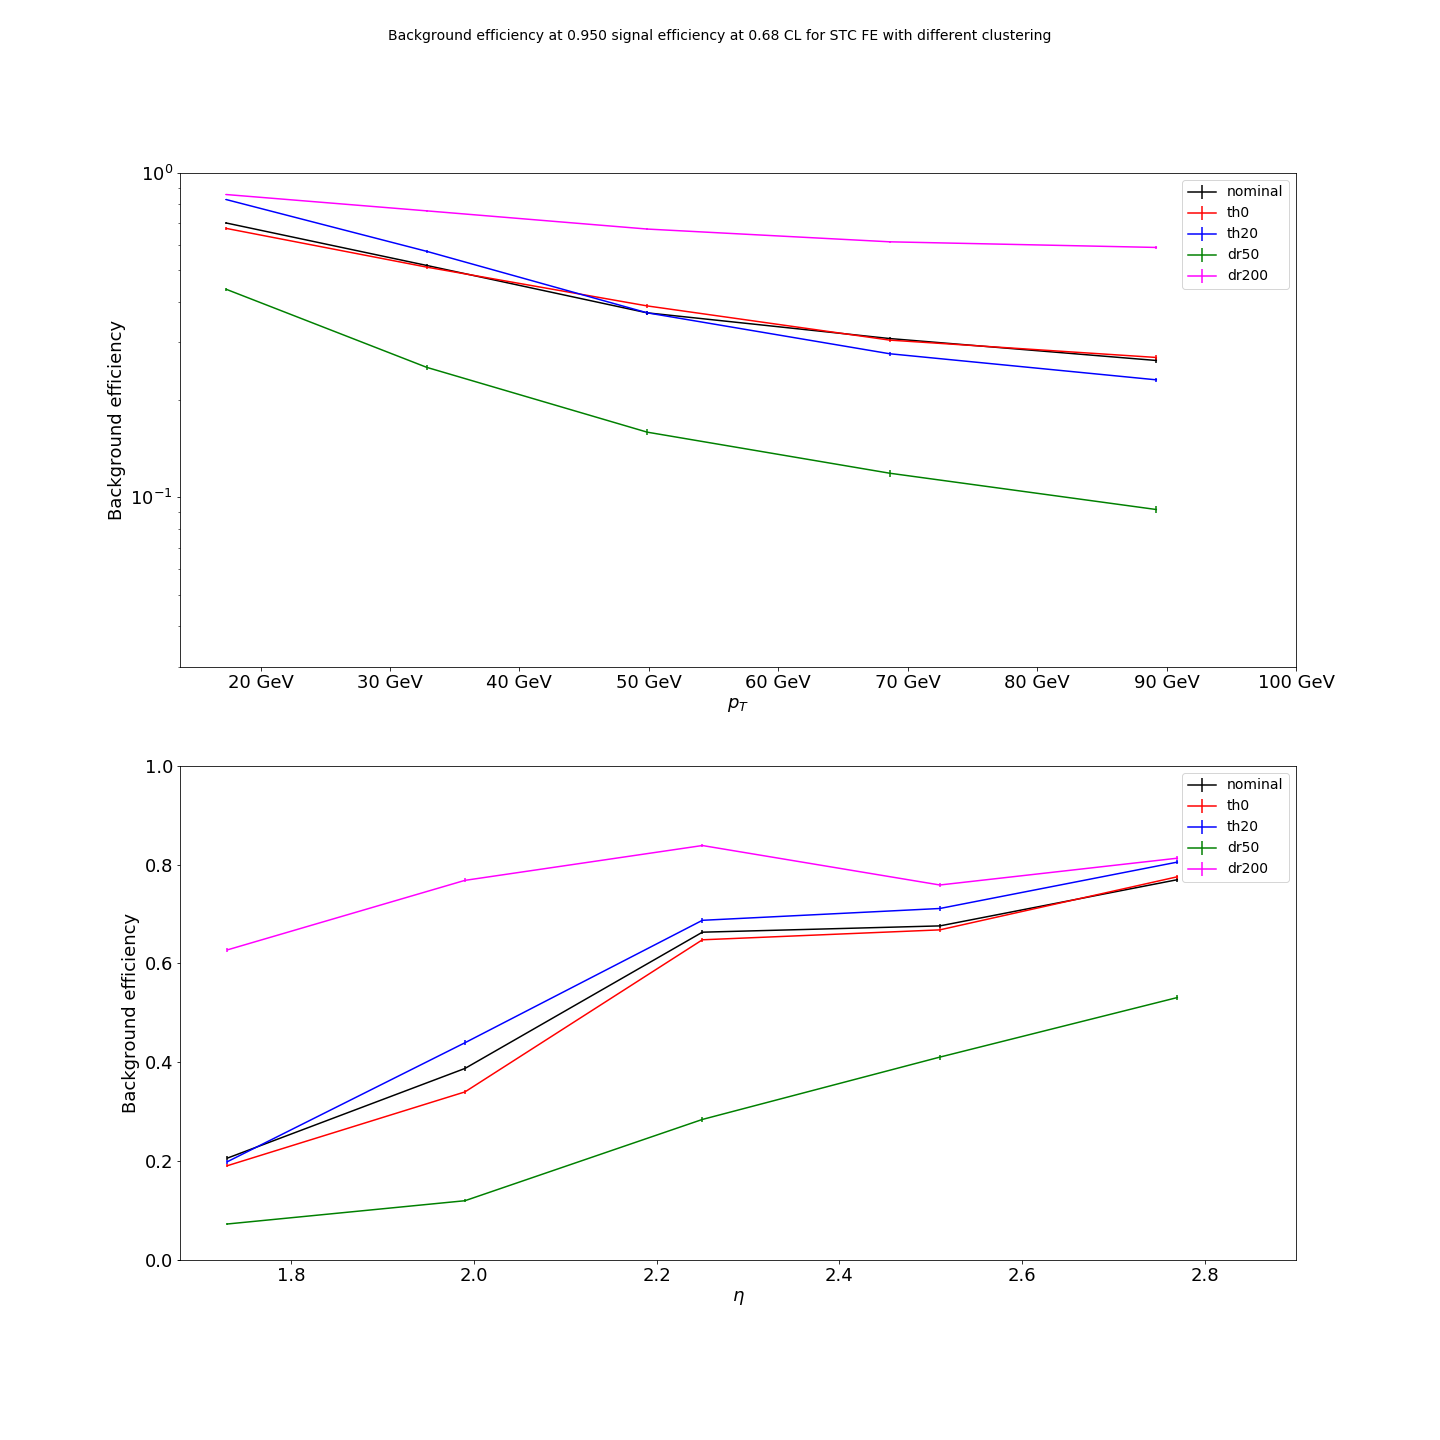 Background efficiency at 0.950 signal efficiency at 0.68 CL for STC FE with different clustering
Background efficiency
10⁰
10⁻¹
nominal
th0
th20
dr50
dr200
20 GeV 30 GeV 40 GeV 50 GeV 60 GeV 70 GeV 80 GeV 90 GeV 100 GeV
p_T
Background efficiency
1.0
0.8
0.6
0.4
0.2
0.0
nominal
th0
th20
dr50
dr200
1.8 2.0 2.2 2.4 2.6 2.8
η